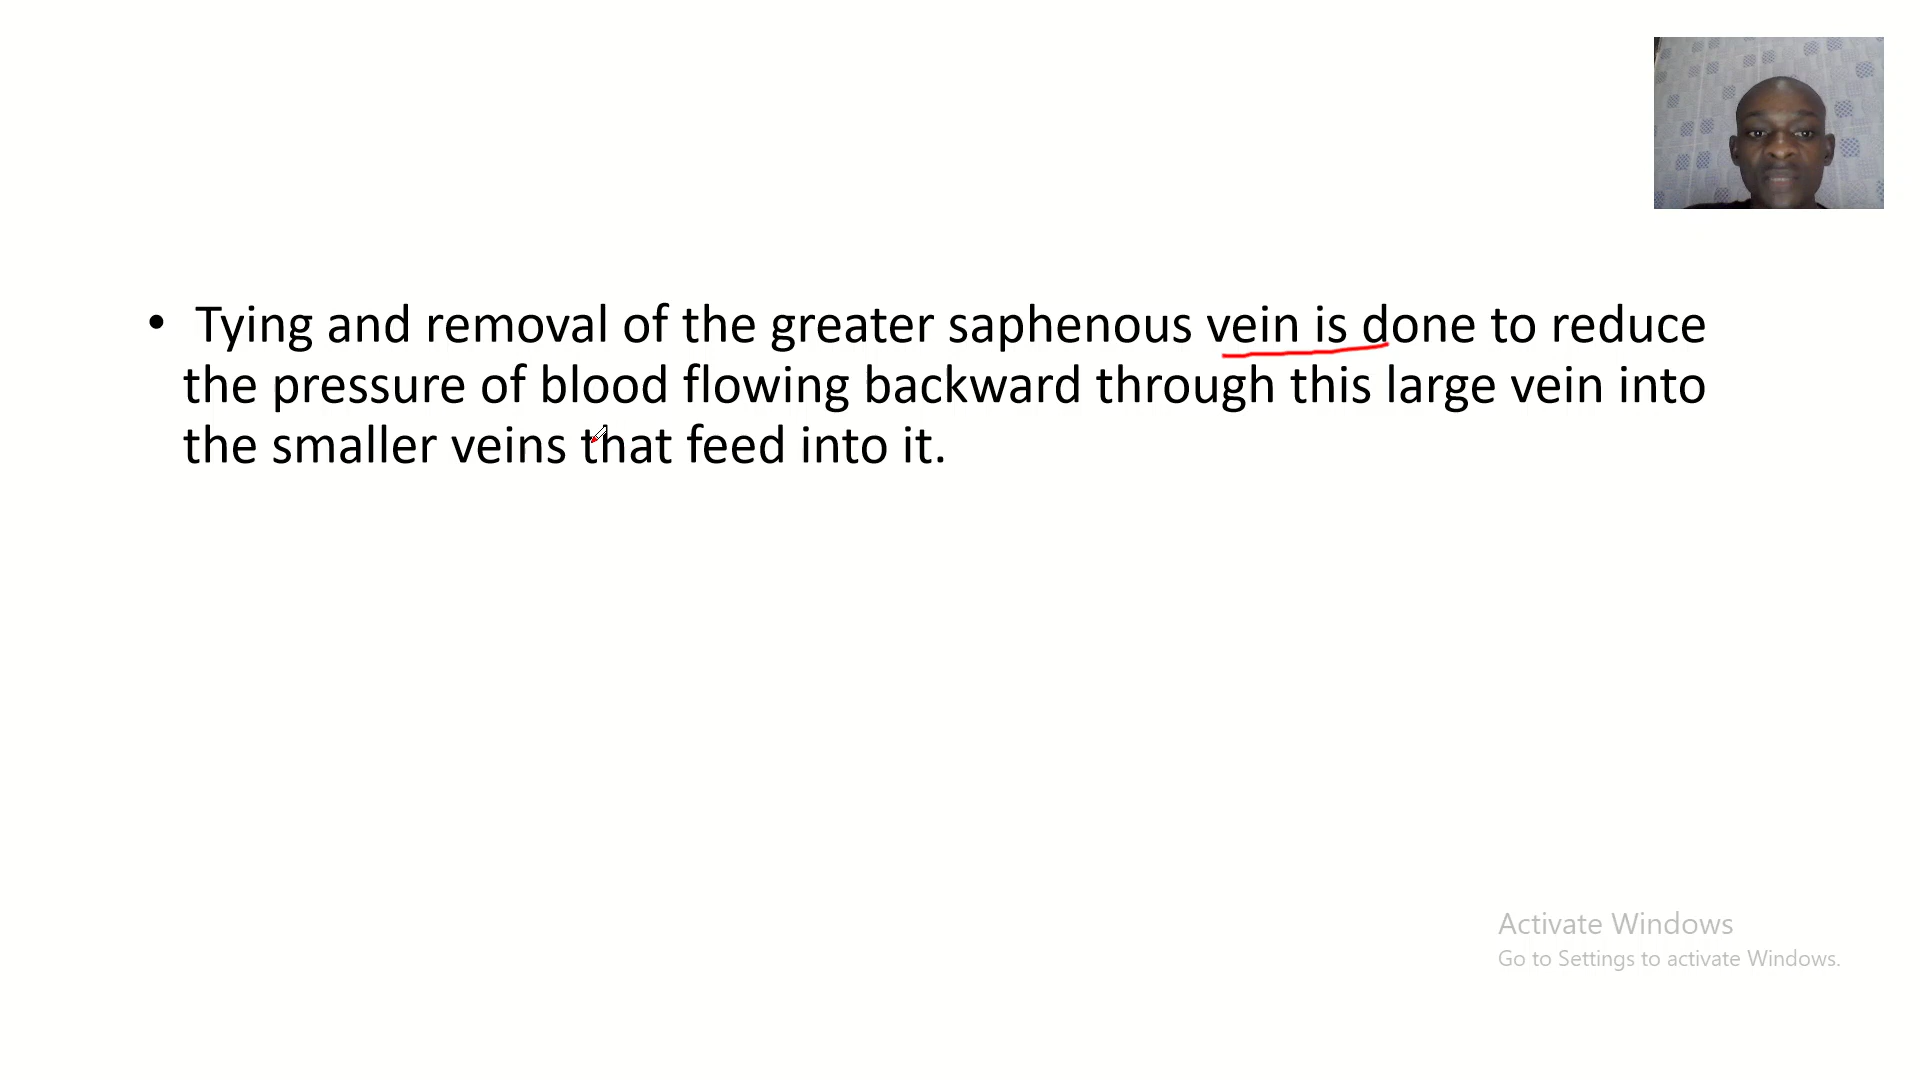 • Tying and removal of the greater saphenous vein is done to reduce
the pressure of blood flowing backward through this large vein into
the smaller veins that feed into it.
Activate Windows
Go to Settings to activate Windows.